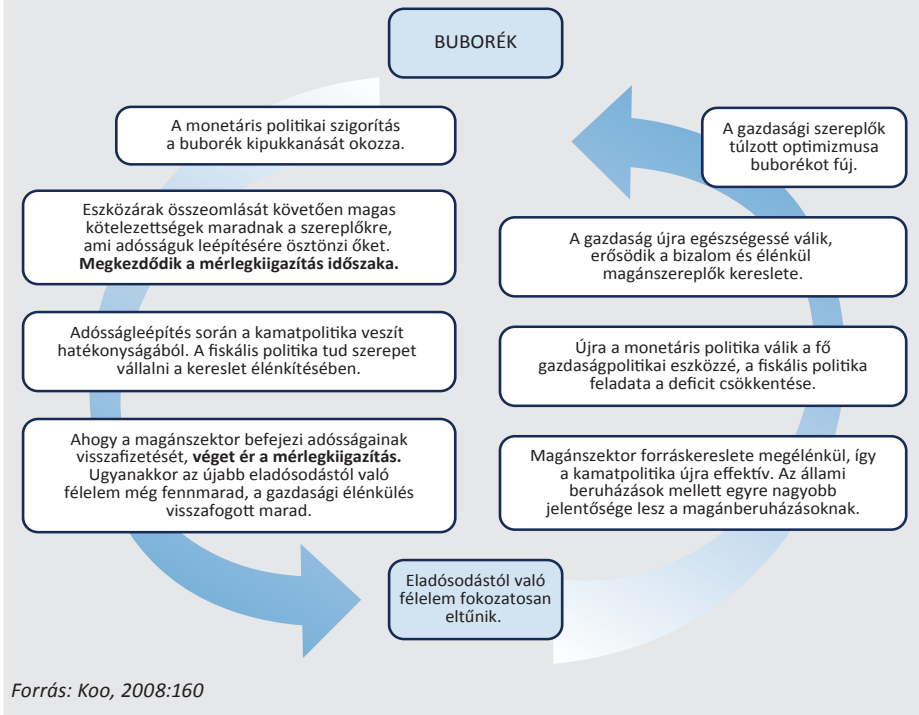 BUBORÉK
A monetáris politikai szigorítás
a buborék kipukkanását okozza.
Eszközárak összeomlását követően magas
kötelezettségek maradnak a szereplőkre,
ami adósságuk leépítésére ösztönzi őket.
Megkezdődik a mérlegkiigazítás időszaka.
Adósságleépítés során a kamatpolitika veszít
hatékonyságából. A fiskális politika tud szerepet
vállalni a kereslet élénkítésében.
Ahogy a magánszektor befejezi adósságainak
visszafizetését, véget ér a mérlegkiigazítás.
Ugyanakkor az újabb eladósodástól való
félelem még fennmarad, a gazdasági élénkülés
visszafogott marad.
Eladósodástól való
félelem fokozatosan
eltűnik.
Magánszektor forráskereslete megélénkül, így
a kamatpolitika újra effektív. Az állami
beruházások mellett egyre nagyobb
jelentősége lesz a magánberuházásoknak.
Újra a monetáris politika válik a fő
gazdaságpolitikai eszközzé, a fiskális politika
feladata a deficit csökkentése.
A gazdaság újra egészségessé válik,
erősödik a bizalom és élénkül
magánszereplők kereslete.
A gazdasági szereplők
túlzott optimizmusa
buborékot fúj.
Forrás: Koo, 2008:160